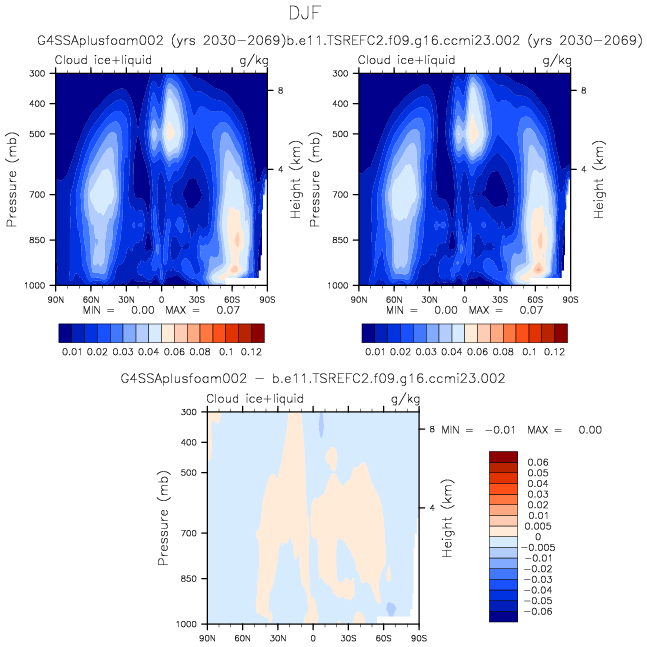 DJF
G4SSAplusfoam002 (yrs 2030-2069)b.e11.TSREFC2.f09.g16.ccmi23.002 (yrs 2030-2069)
Cloud ice+liquid g/kg Cloud ice+liquid g/kg
300 300
8 8
400 400
500 500
4 4
700 700
850 850
1000 1000
Pressure (mb) Height (km) Pressure (mb) Height (km)
90N 60N 30N 0 30S 60S 90S 90N 60N 30N 0 30S 60S 90S
MIN = 0.00 MAX = 0.07 MIN = 0.00 MAX = 0.07
0.01 0.02 0.03 0.04 0.06 0.08 0.1 0.12 0.01 0.02 0.03 0.04 0.06 0.08 0.1 0.12
G4SSAplusfoam002 - b.e11.TSREFC2.f09.g16.ccmi23.002
Cloud ice+liquid g/kg
300
8
400
500
4
700
850
1000
Pressure (mb) Height (km)
90N 60N 30N 0 30S 60S 90S
MIN = -0.01 MAX = 0.00
0.06
0.05
0.04
0.03
0.02
0.01
0.005
0
-0.005
-0.01
-0.02
-0.03
-0.04
-0.05
-0.06